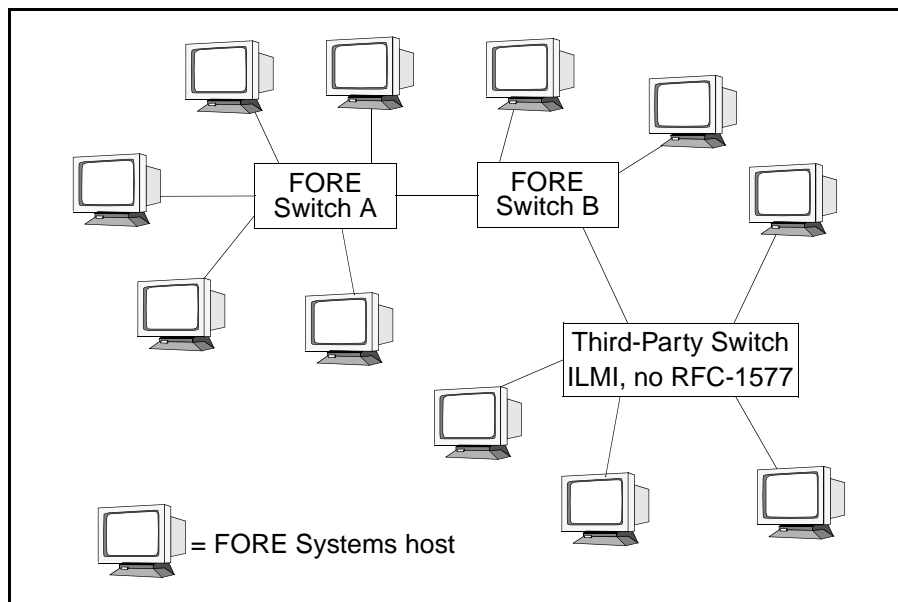 FORE
Switch A
FORE
Switch B
Third-Party Switch
ILMI, no RFC-1577
= FORE Systems host